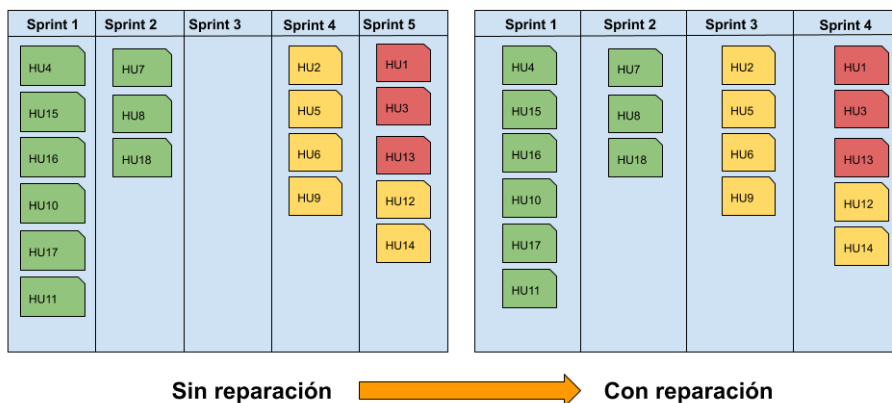 Sprint 1
Sprint 2
Sprint 3
Sprint 4
Sprint 5
HU4
HU15
HU16
HU10
HU17
HU11
HU7
HU8
HU18
HU2
HU5
HU6
HU9
HU1
HU3
HU13
HU12
HU14
Sprint 1
Sprint 2
Sprint 3
Sprint 4
HU4
HU15
HU16
HU10
HU17
HU11
HU7
HU8
HU18
HU2
HU5
HU6
HU9
HU1
HU3
HU13
HU12
HU14
Sin reparación
Con reparación